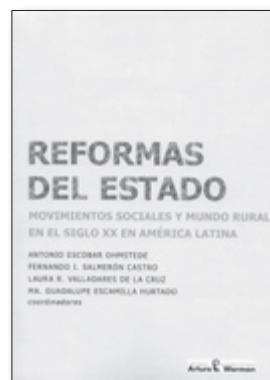 REFORMAS
DEL ESTADO
MOVIMIENTOS SOCIALES Y MUNDO RURAL
EN EL SIGLO XX EN AMÉRICA LATINA
ANTONIO ESCOBAR OHMSTEDE
FERNANDO I. SALMERÓN CASTRO
LAURA R. VALLADARES DE LA CRUZ
MA. GUADALUPE ESCAMILLA HURTADO
coordinadores
Arturo Warman